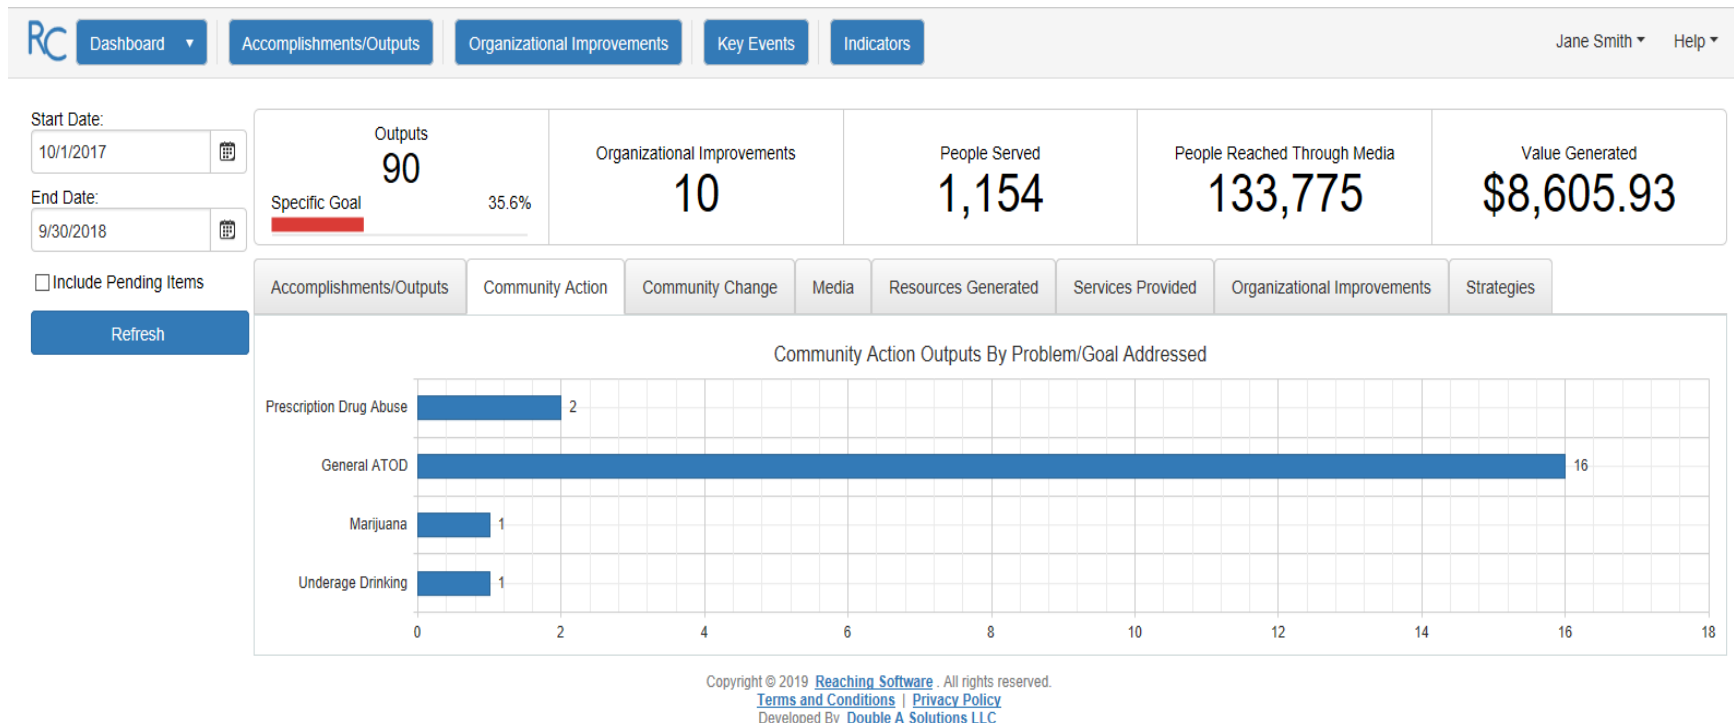 RC Dashboard ▼ Accomplishments/Outputs Organizational Improvements Key Events Indicators Jane Smith Help
Start Date:
10/1/2017
End Date:
9/30/2018
Include Pending Items
Refresh
Outputs
90
Specific Goal 35.6%
Organizational Improvements
10
People Served
1,154
People Reached Through Media
133,775
Value Generated
$8,605.93
Accomplishments/Outputs Community Action Community Change Media Resources Generated Services Provided Organizational Improvements Strategies
Community Action Outputs By Problem/Goal Addressed
Prescription Drug Abuse 2
General ATOD 16
Marijuana 1
Underage Drinking 1
0 2 4 6 8 10 12 14 16 18
Copyright © 2019 Reaching Software . All rights reserved.
Terms and Conditions | Privacy Policy
Developed By Double A Solutions LLC